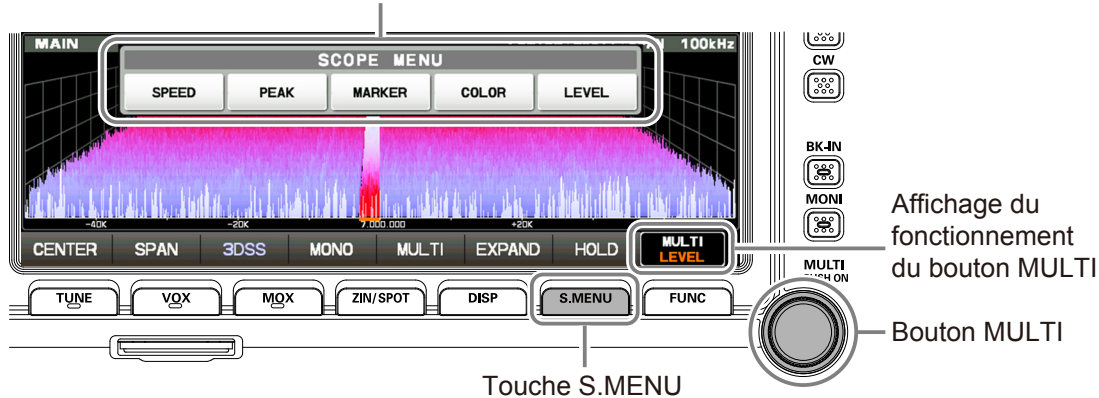 MAIN
100kHz
SCOPE MENU
SPEED PEAK MARKER COLOR LEVEL
CW
BK-IN
MONI
-40K -20K 7.000.000 +20K
CENTER SPAN 3DSS MONO MULTI EXPAND HOLD MULTI
LEVEL
Affichage du
fonctionnement
du bouton MULTI
MULTI
TUNE VOX MOX ZIN/SPOT DISP S.MENU FUNC
Bouton MULTI
Touche S.MENU